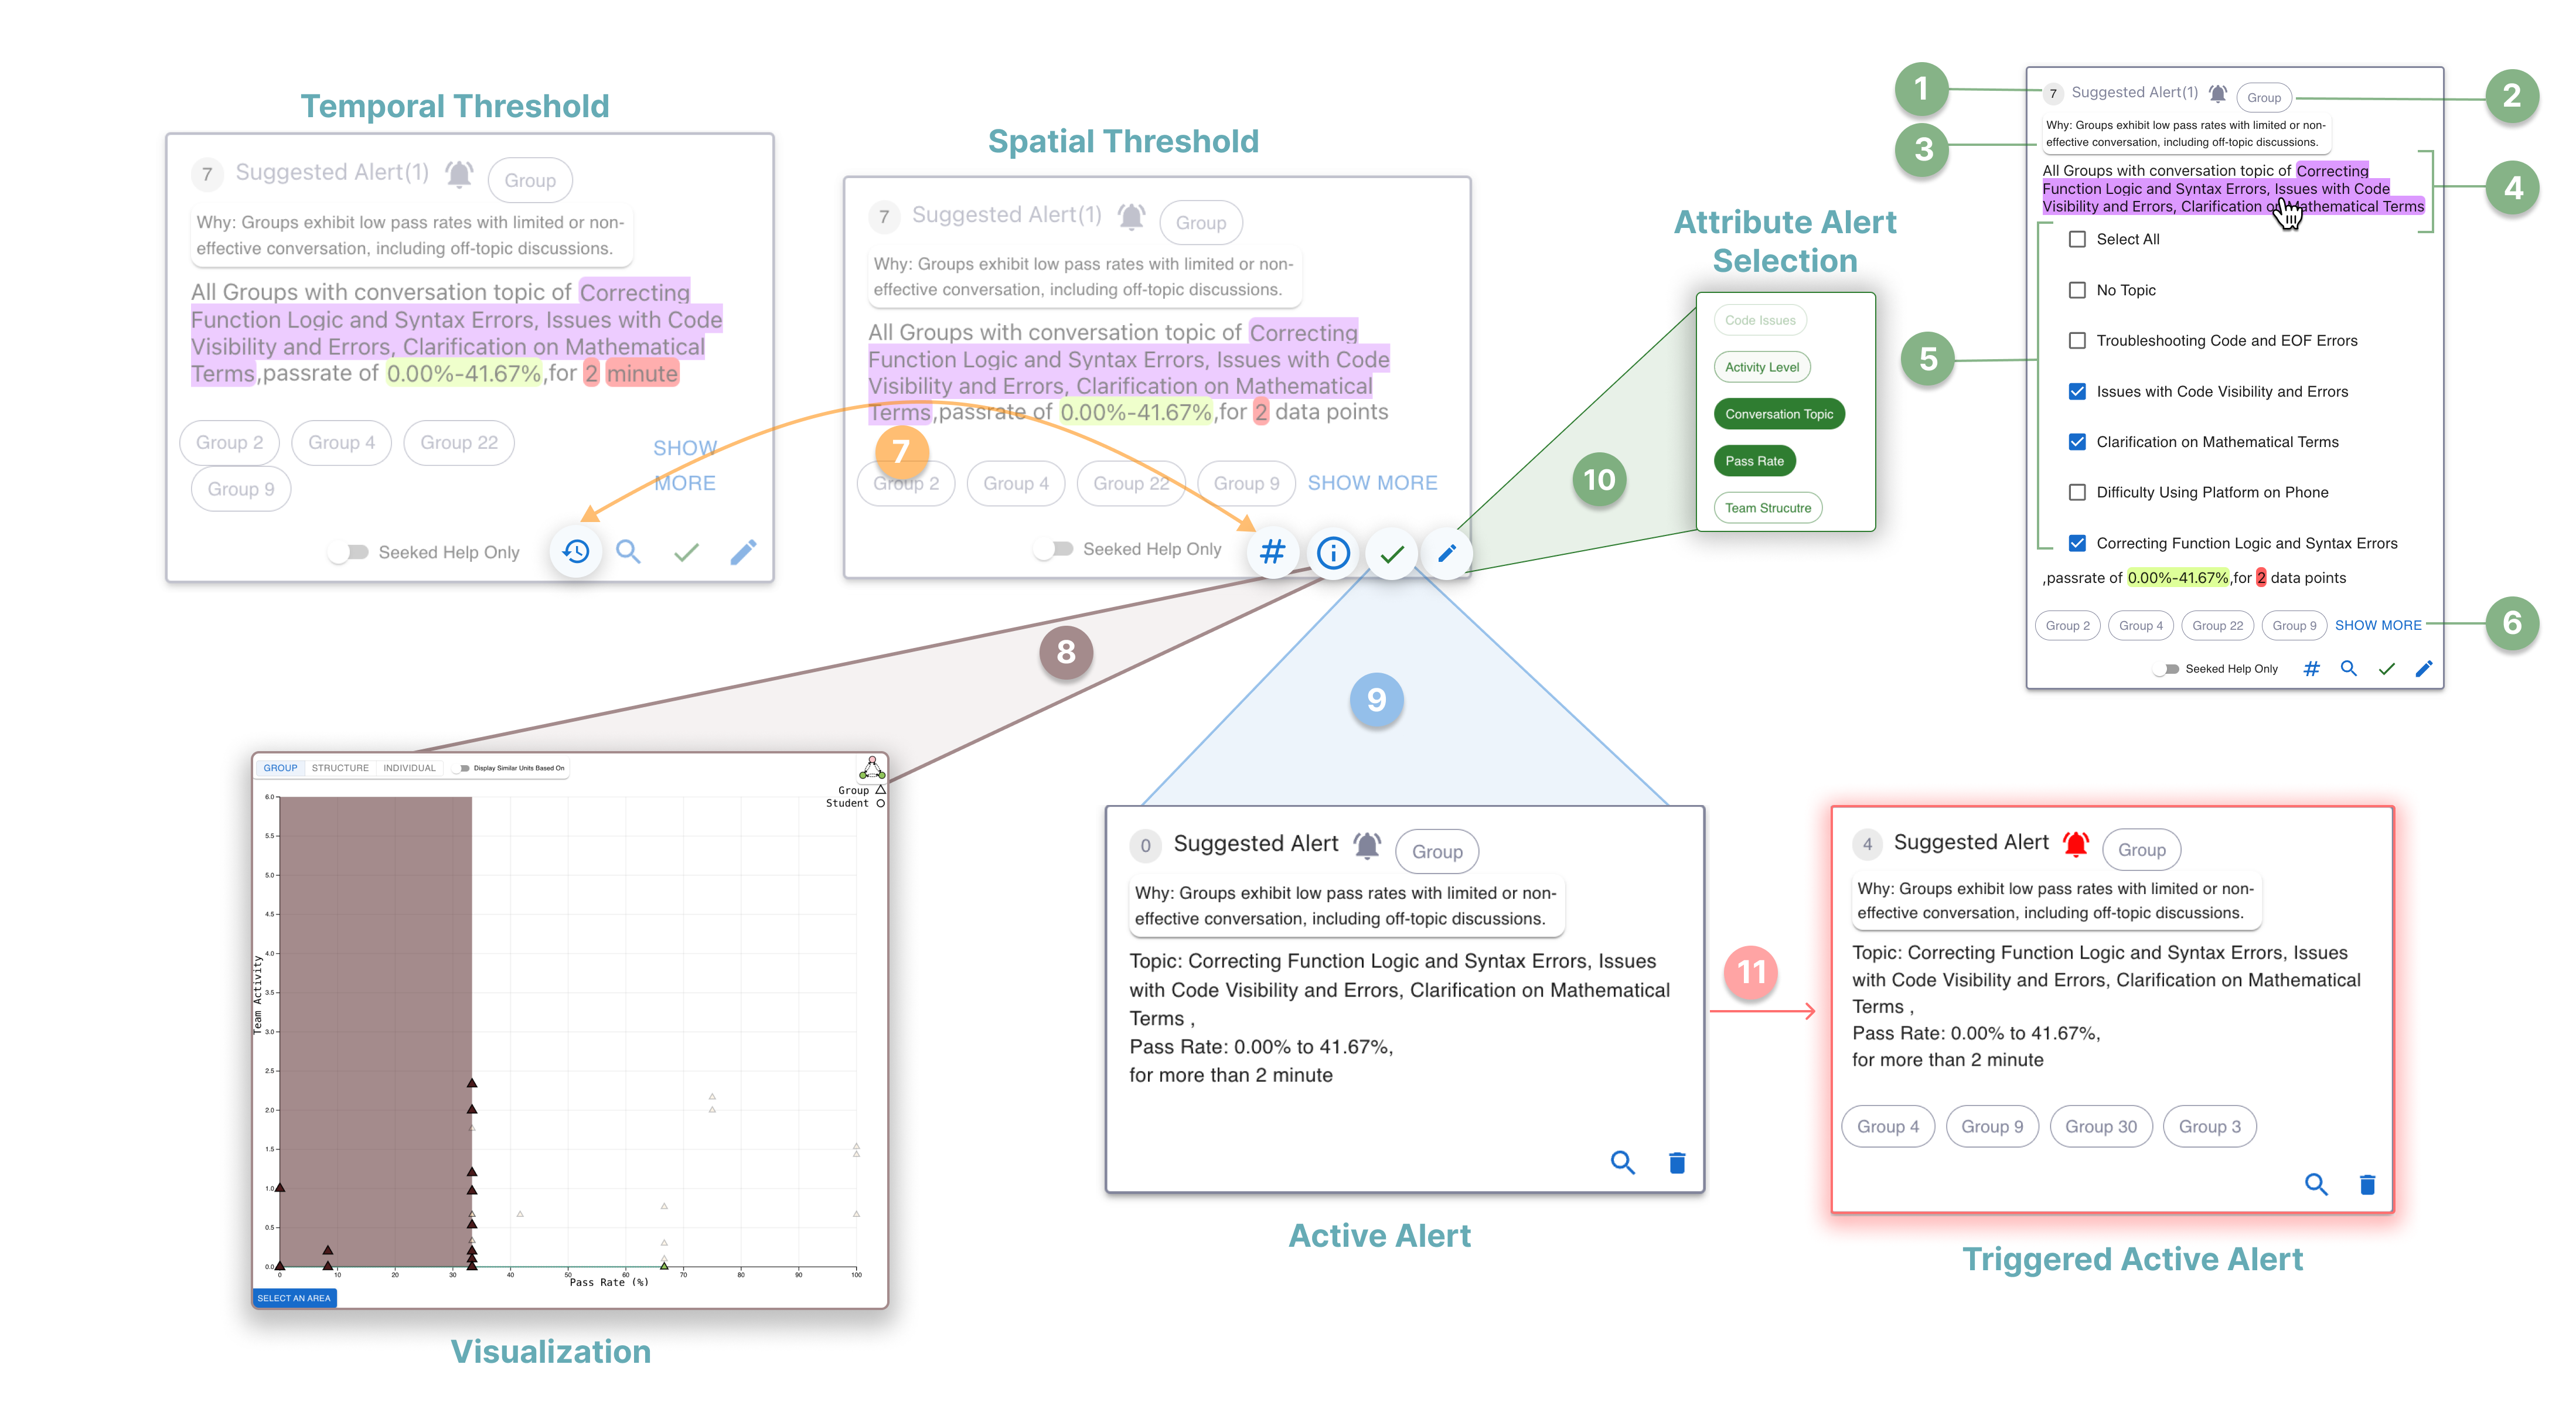 Temporal Threshold
7 Suggested Alert(1) Group
Why: Groups exhibit low pass rates with limited or non-
effective conversation, including off-topic discussions.
All Groups with conversation topic of Correcting
Function Logic and Syntax Errors, Issues with Code
Visibility and Errors, Clarification on Mathematical
Terms,passrate of 0.00%-41.67%,for 2 minute
Group 2 Group 4 Group 22
Group 9
SHOW
MORE
Seeked Help Only
Spatial Threshold
7 Suggested Alert(1) Group
Why: Groups exhibit low pass rates with limited or non-
effective conversation, including off-topic discussions.
All Groups with conversation topic of Correcting
Function Logic and Syntax Errors, Issues with Code
Visibility and Errors, Clarification on Mathematical
Terms,passrate of 0.00%-41.67%,for 2 data points
7
Group 2 Group 4 Group 22 Group 9 SHOW MORE
Seeked Help Only #
Attribute Alert
Selection
Code Issues
Activity Level
Conversation Topic
Pass Rate
Team Strucutre
10
1
2
3
4
5
6
7 Suggested Alert(1) Group
Why: Groups exhibit low pass rates with limited or non-
effective conversation, including off-topic discussions.
All Groups with conversation topic of Correcting
Function Logic and Syntax Errors, Issues with Code
Visibility and Errors, Clarification on Mathematical Terms
Select All
No Topic
Troubleshooting Code and EOF Errors
Issues with Code Visibility and Errors
Clarification on Mathematical Terms
Difficulty Using Platform on Phone
Correcting Function Logic and Syntax Errors
,passrate of 0.00%-41.67%,for 2 data points
Group 2 Group 4 Group 22 Group 9 SHOW MORE
Seeked Help Only #
8
9
GROUP STRUCTURE INDIVIDUAL Display Similar Units Based On
Group
Student
6.0
5.5
5.0
4.5
4.0
3.5
3.0
2.5
2.0
1.5
1.0
0.5
0.0
Team Activity
0 10 20 30 40 50 60 70 80 90 100
Pass Rate (%)
SELECT AN AREA
Visualization
0 Suggested Alert Group
Why: Groups exhibit low pass rates with limited or non-
effective conversation, including off-topic discussions.
Topic: Correcting Function Logic and Syntax Errors, Issues
with Code Visibility and Errors, Clarification on Mathematical
Terms ,
Pass Rate: 0.00% to 41.67%,
for more than 2 minute
Active Alert
11
4 Suggested Alert Group
Why: Groups exhibit low pass rates with limited or non-
effective conversation, including off-topic discussions.
Topic: Correcting Function Logic and Syntax Errors, Issues
with Code Visibility and Errors, Clarification on Mathematical
Terms ,
Pass Rate: 0.00% to 41.67%,
for more than 2 minute
Group 4 Group 9 Group 30 Group 3
Triggered Active Alert